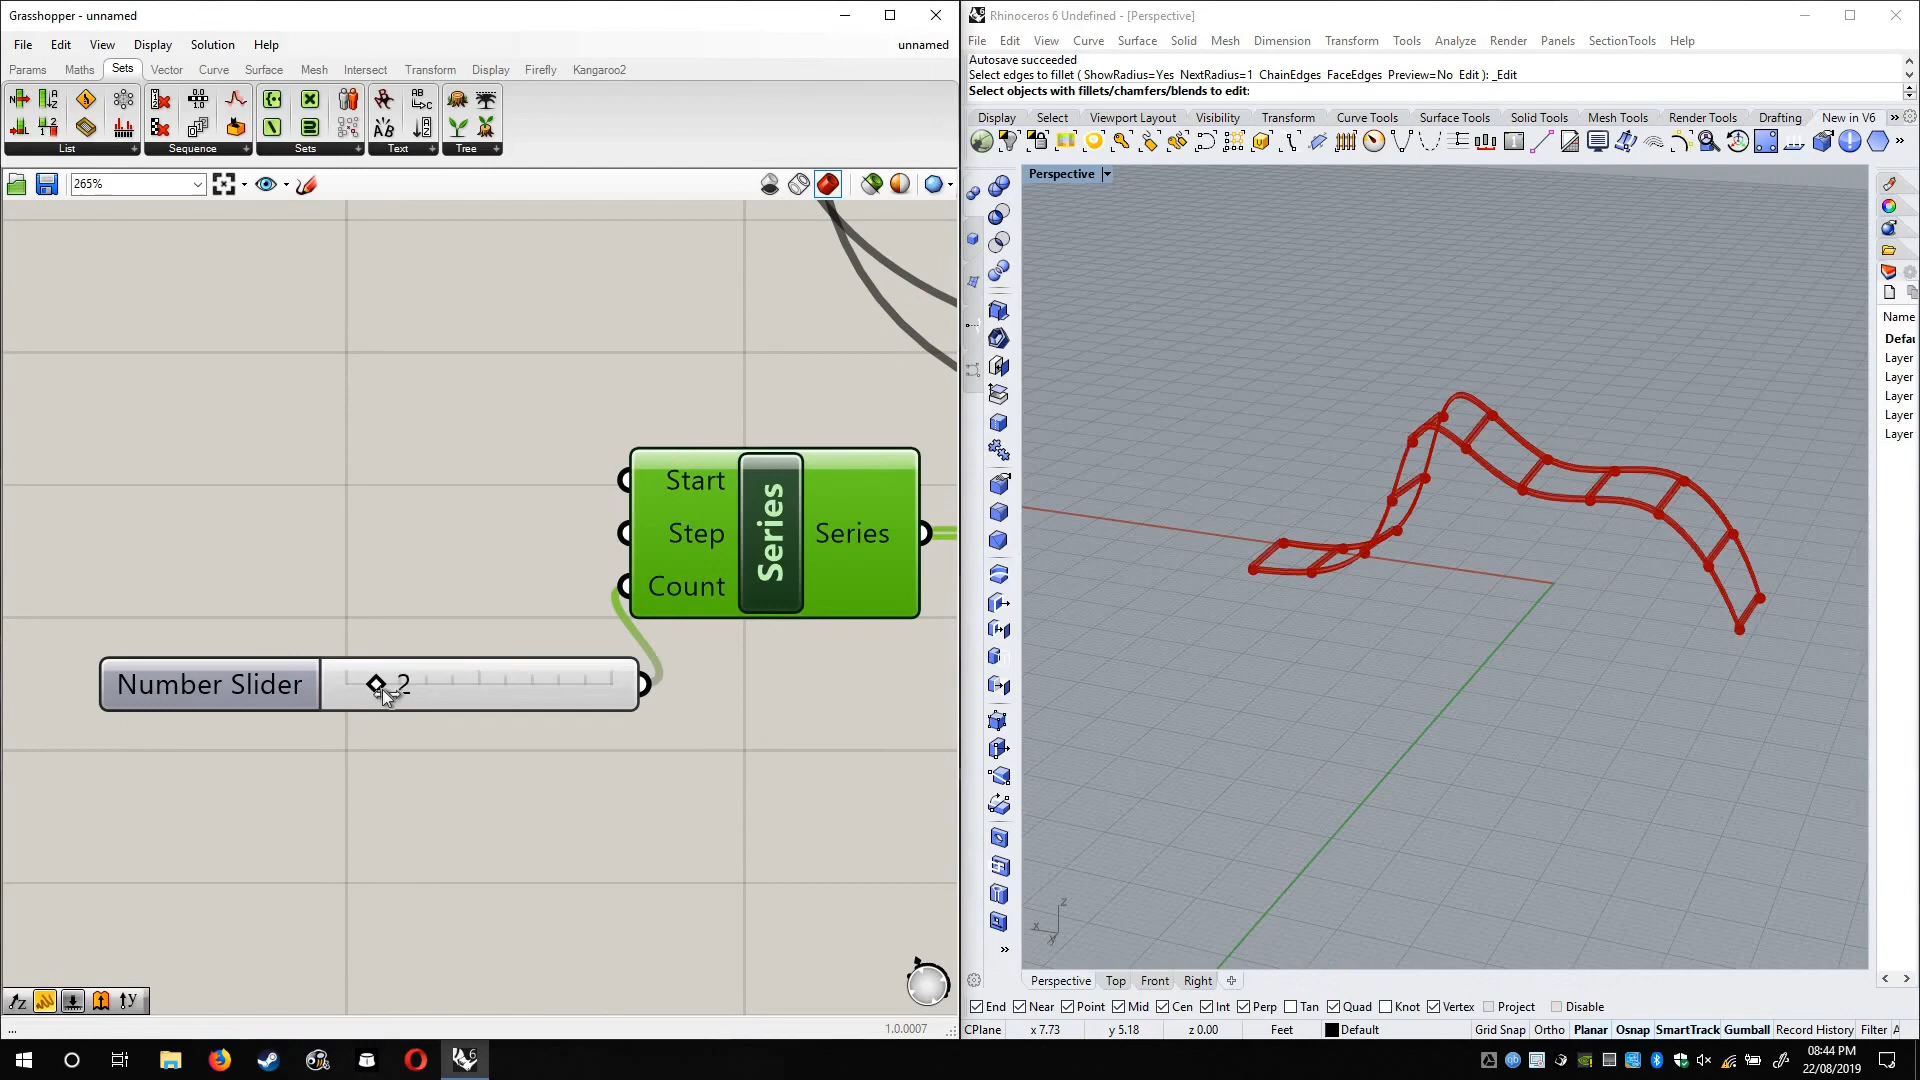 Grasshopper - unnamed
File Edit View Display Solution Help unnamed
Params Maths Sets Vector Curve Surface Mesh Intersect Transform Display Firefly Kangaroo2
List Sequence Sets Text Tree
265%
Start
Step
Count
Series
Series
Number Slider
2
...
1.0.0007
Rhinoceros 6 Undefined - [Perspective]
File Edit View Curve Surface Solid Mesh Dimension Transform Tools Analyze Render Panels SectionTools Help
Autosave succeeded
Select edges to fillet ( ShowRadius=Yes NextRadius=1 ChainEdges FaceEdges Preview=No Edit ): _Edit
Select objects with fillets/chamfers/blends to edit:
Display Select Viewport Layout Visibility Transform Curve Tools Surface Tools Solid Tools Mesh Tools Render Tools Drafting New in V6
Perspective
Name
Defau
Layer
Layer
Layer
Layer
Layer
z
x
y
Perspective Top Front Right
End Near Point Mid Cen Int Perp Tan Quad Knot Vertex Project Disable
CPlane x 7.73 y 5.18 z 0.00 Feet Default Grid Snap Ortho Planar Osnap SmartTrack Gumball Record History Filter A
08:44 PM
22/08/2019